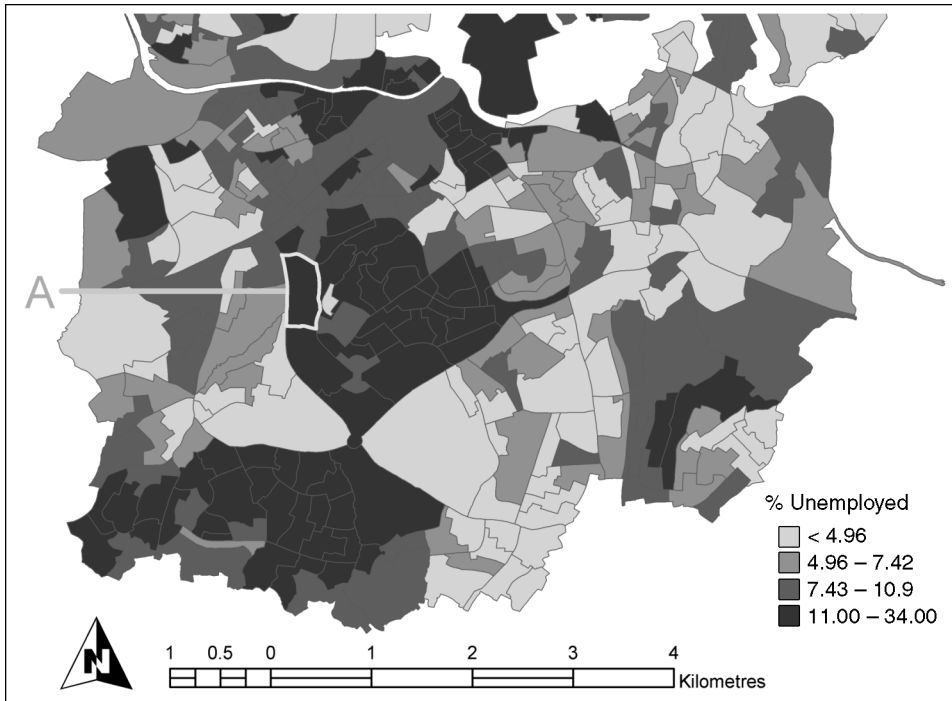 A
% Unemployed
< 4.96
4.96 – 7.42
7.43 – 10.9
11.00 – 34.00
N
1 0.5 0 1 2 3 4
Kilometres